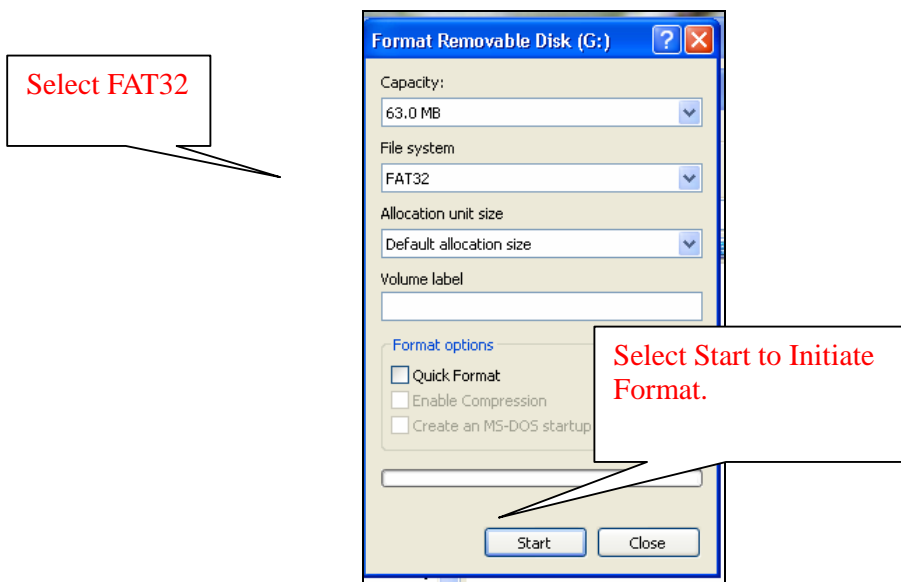 Format Removable Disk (G:)
Select FAT32
Capacity:
63.0 MB
File system
FAT32
Allocation unit size
Default allocation size
Volume label
Format options
Select Start to Initiate
Format.
Quick Format
Enable Compression
Create an MS-DOS startup
Start Close